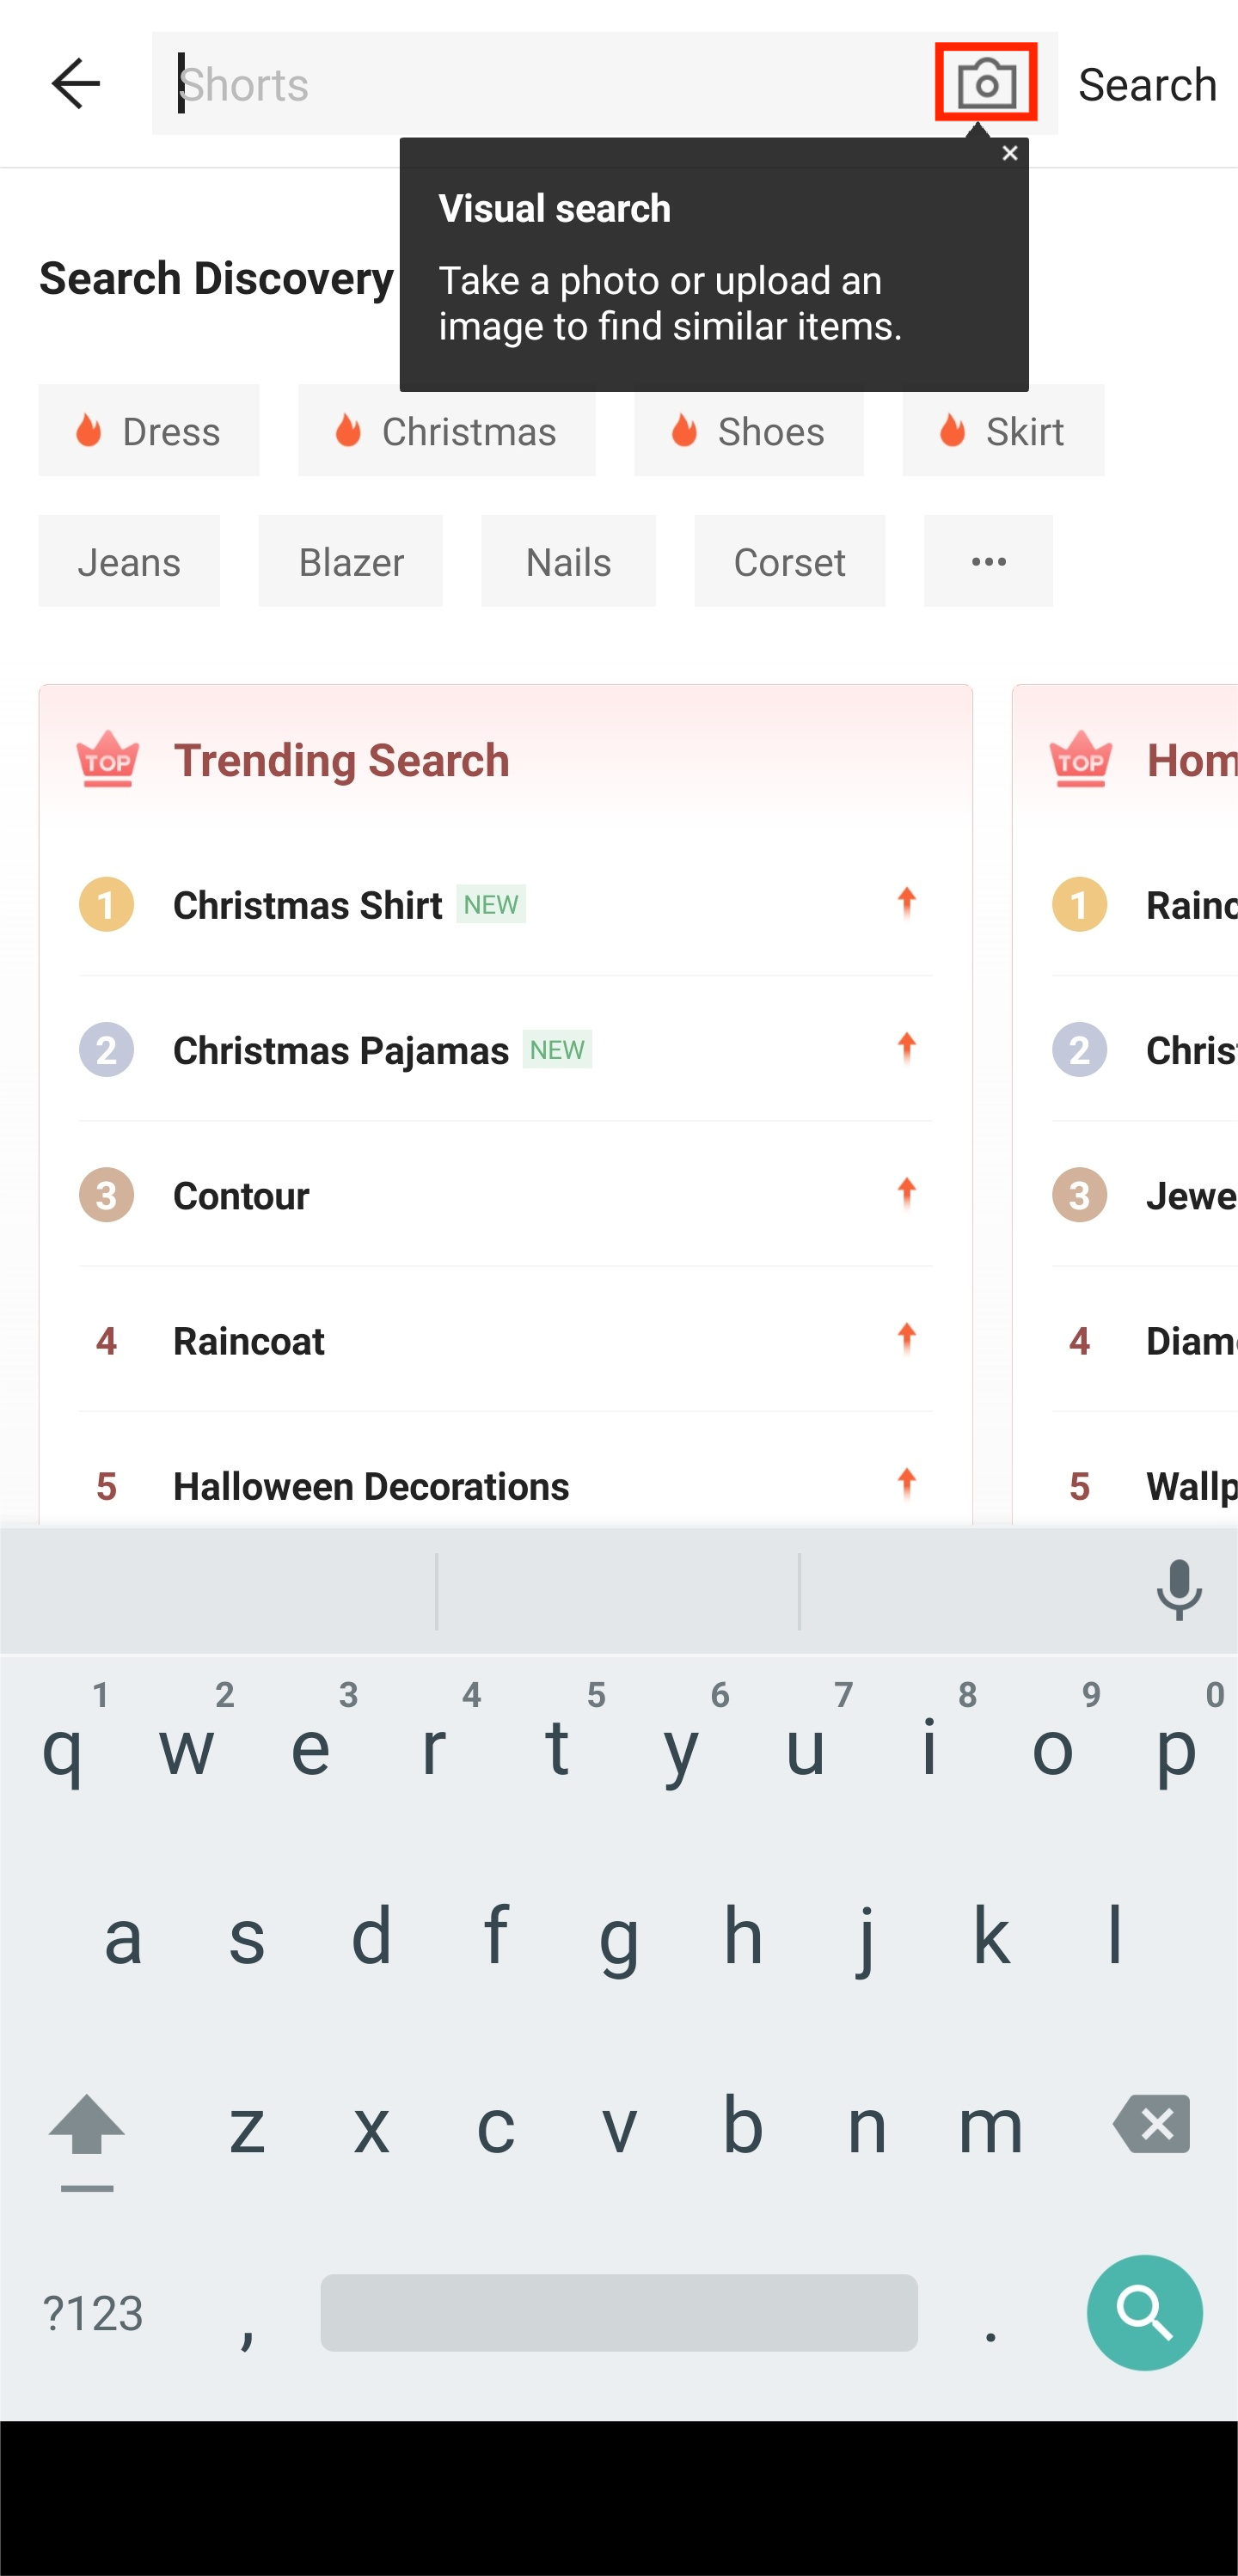 Shorts
Search
×
Visual search
Take a photo or upload an
image to find similar items.
Search Discovery
Dress
Christmas
Shoes
Skirt
Jeans
Blazer
Nails
Corset
•••
TOP Trending Search
1 Christmas Shirt NEW
2 Christmas Pajamas NEW
3 Contour
4 Raincoat
5 Halloween Decorations
TOP Hom
1 Rainc
2 Chris
3 Jewe
4 Diam
5 Wallp
1 2 3 4 5 6 7 8 9 0
q w e r t y u i o p
a s d f g h j k l
z x c v b n m
?123 , .